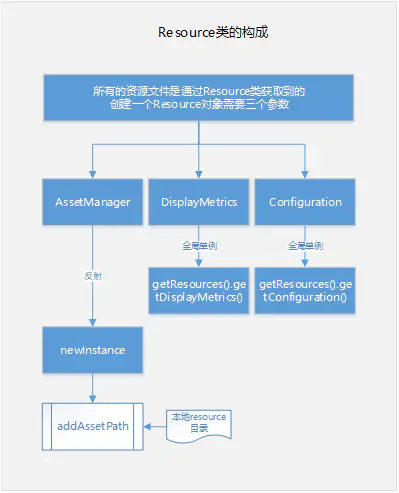 Resource类的构成
所有的资源文件是通过Resource类获取到的
创建一个Resource对象需要三个参数
AssetManager
DisplayMetrics
Configuration
全局单例
全局单例
反射
getResources().ge
tDisplayMetrics()
getResources().ge
tConfiguration()
newInstance
addAssetPath
本地resource
目录